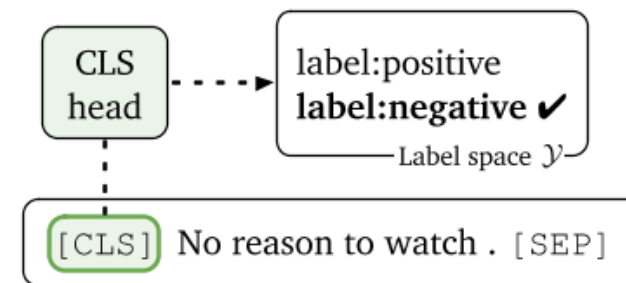 CLS
head
label:positive
label:negative ✔
Label space 𝒴
[CLS] No reason to watch . [SEP]